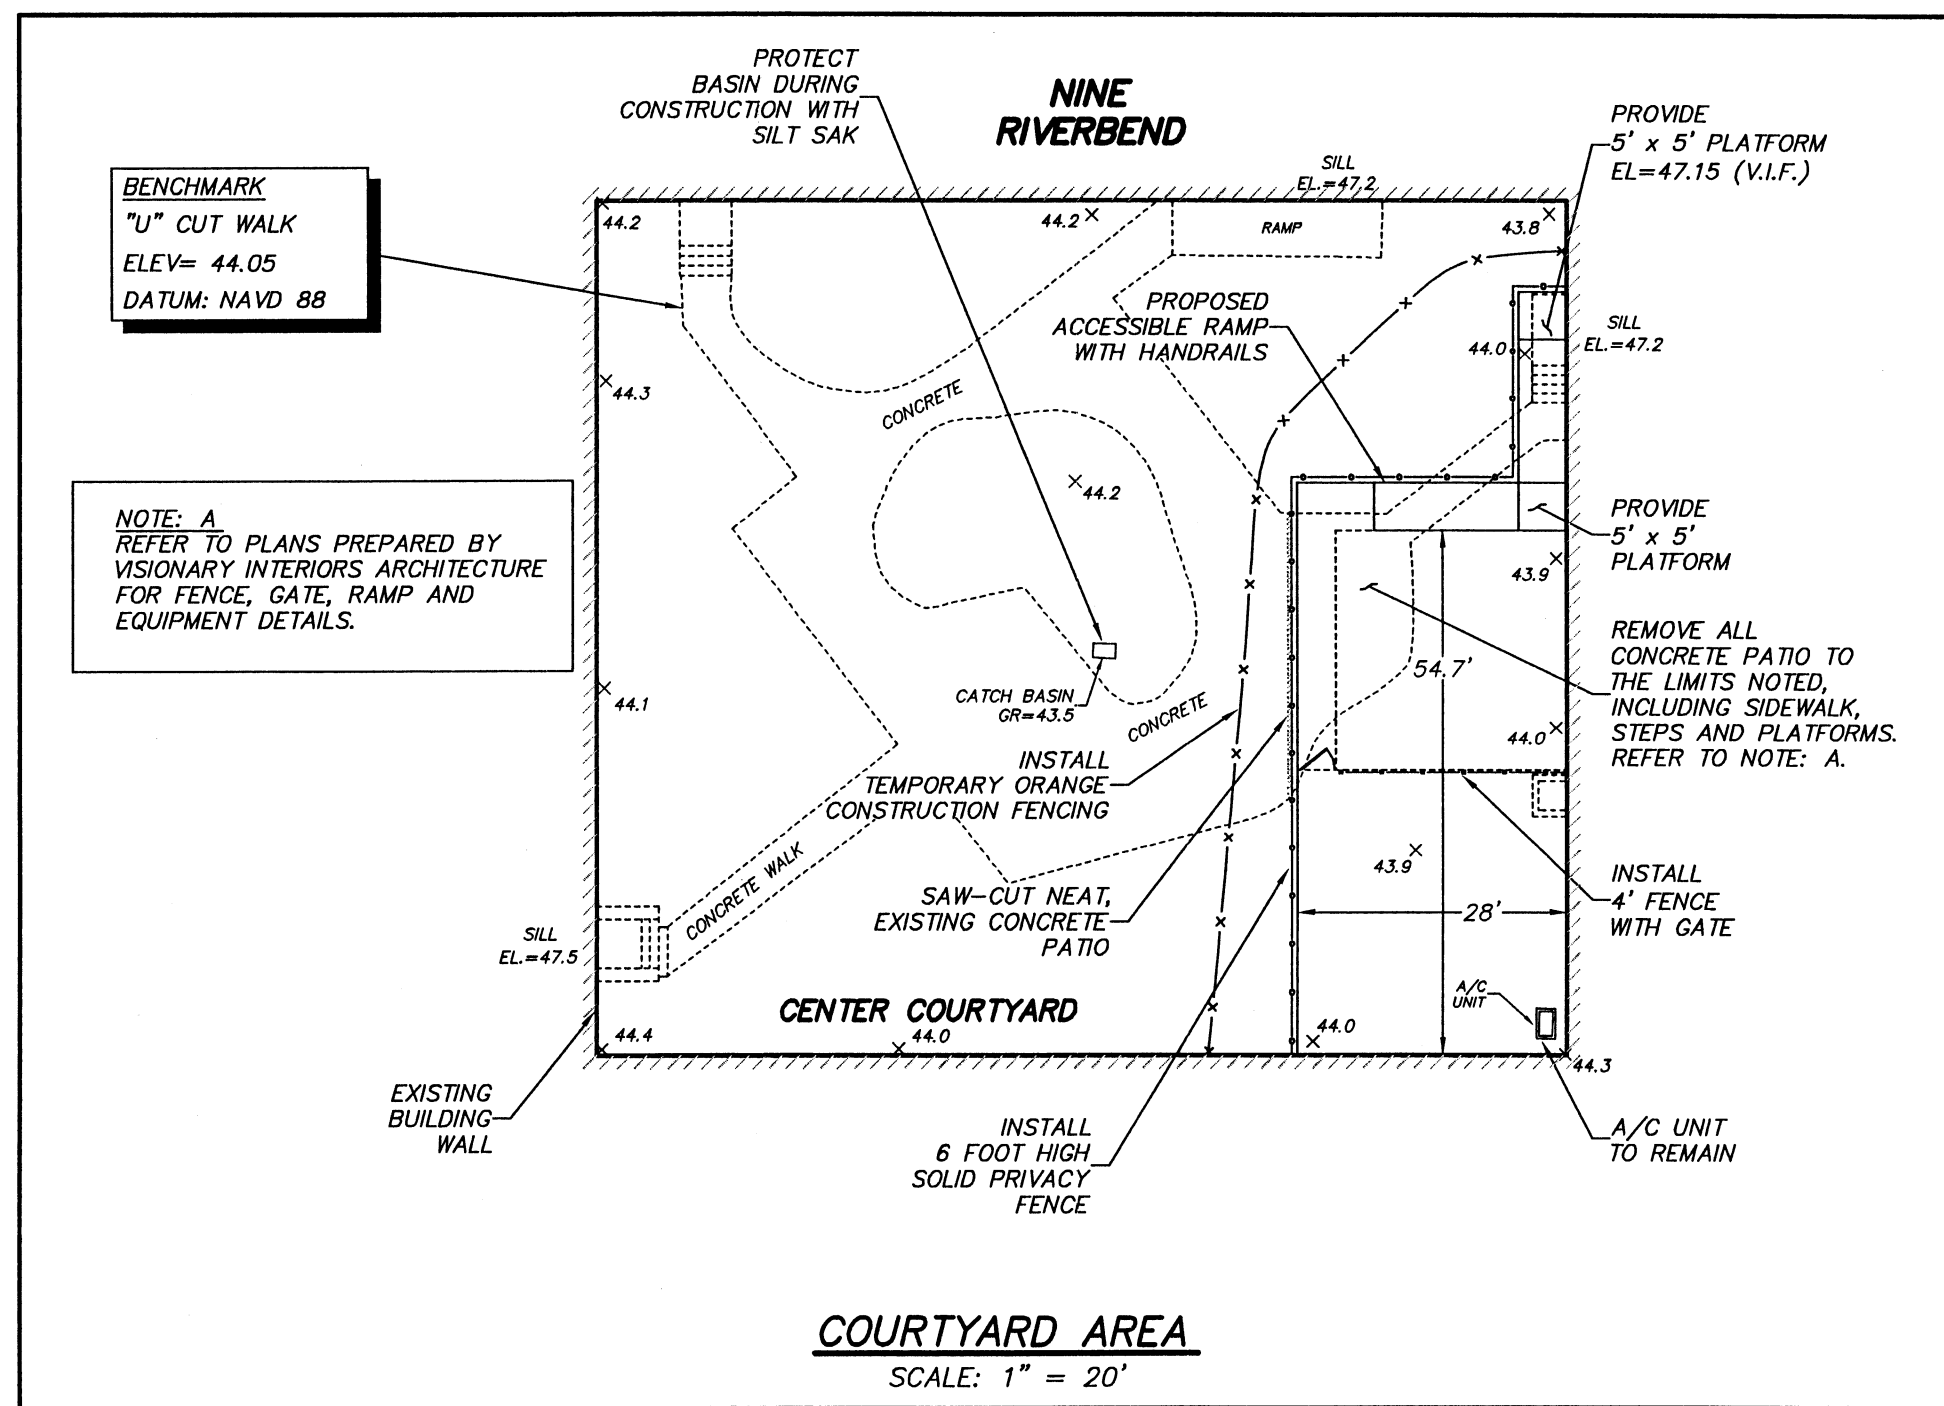 PROTECT
BASIN DURING
CONSTRUCTION WITH
SILT SAK
NINE
RIVERBEND
PROVIDE
5' x 5' PLATFORM
EL=47.15 (V.I.F.)
SILL
EL.=47.2
BENCHMARK
"U" CUT WALK
ELEV= 44.05
DATUM: NAVD 88
44.2
44.2
RAMP
43.8
PROPOSED
ACCESSIBLE RAMP
WITH HANDRAILS
44.0
SILL
EL.=47.2
44.3
CONCRETE
44.2
NOTE: A
REFER TO PLANS PREPARED BY
VISIONARY INTERIORS ARCHITECTURE
FOR FENCE, GATE, RAMP AND
EQUIPMENT DETAILS.
PROVIDE
5' x 5'
PLATFORM
43.9
REMOVE ALL
CONCRETE PATIO TO
THE LIMITS NOTED,
INCLUDING SIDEWALK,
STEPS AND PLATFORMS.
REFER TO NOTE: A.
54.7'
44.1
CATCH BASIN
GR=43.5
CONCRETE
44.0
INSTALL
TEMPORARY ORANGE
CONSTRUCTION FENCING
43.9
CONCRETE WALK
SAW-CUT NEAT,
EXISTING CONCRETE
PATIO
28'
INSTALL
4' FENCE
WITH GATE
SILL
EL.=47.5
CENTER COURTYARD
A/C
UNIT
44.4
44.0
44.0
44.3
EXISTING
BUILDING
WALL
INSTALL
6 FOOT HIGH
SOLID PRIVACY
FENCE
A/C UNIT
TO REMAIN
COURTYARD AREA
SCALE: 1" = 20'